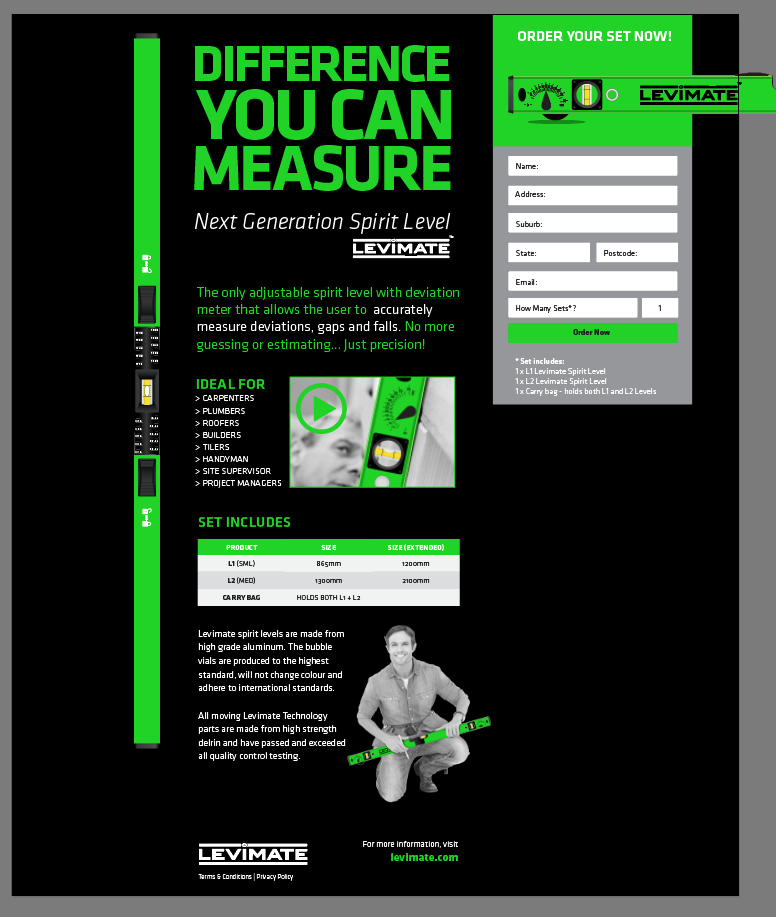 DIFFERENCE
YOU CAN
MEASURE
Next Generation Spirit Level
LEVIMATE™
The only adjustable spirit level with deviation
meter that allows the user to accurately
measure deviations, gaps and falls. No more
guessing or estimating... Just precision!
IDEAL FOR
> CARPENTERS
> PLUMBERS
> ROOFERS
> BUILDERS
> TILERS
> HANDYMAN
> SITE SUPERVISOR
> PROJECT MANAGERS
SET INCLUDES
PRODUCT SIZE SIZE (EXTENDED)
L1 (SML) 865mm 1200mm
L2 (MED) 1300mm 2100mm
CARRY BAG HOLDS BOTH L1 + L2
Levimate spirit levels are made from
high grade aluminum. The bubble
vials are produced to the highest
standard, will not change colour and
adhere to international standards.
All moving Levimate Technology
parts are made from high strength
delrin and have passed and exceeded
all quality control testing.
LEVIMATE
Terms & Conditions | Privacy Policy
For more information, visit
levimate.com
ORDER YOUR SET NOW!
LEVIMATE
Name:
Address:
Suburb:
State: Postcode:
Email:
How Many Sets*? 1
Order Now
* Set includes:
1 x L1 Levimate Spirit Level
1 x L2 Levimate Spirit Level
1 x Carry bag - holds both L1 and L2 Levels